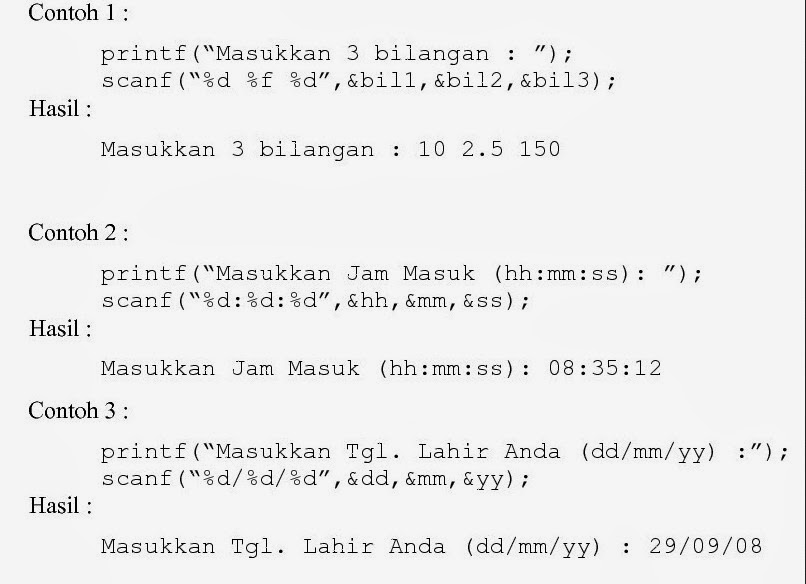 Contoh 1 :
printf(“Masukkan 3 bilangan : ”);
scanf(“%d %f %d”,&bil1,&bil2,&bil3);
Hasil :
Masukkan 3 bilangan : 10 2.5 150
Contoh 2 :
printf(“Masukkan Jam Masuk (hh:mm:ss): ”);
scanf(“%d:%d:%d”,&hh,&mm,&ss);
Hasil :
Masukkan Jam Masuk (hh:mm:ss): 08:35:12
Contoh 3 :
printf(“Masukkan Tgl. Lahir Anda (dd/mm/yy) :”);
scanf(“%d/%d/%d”,&dd,&mm,&yy);
Hasil :
Masukkan Tgl. Lahir Anda (dd/mm/yy) : 29/09/08